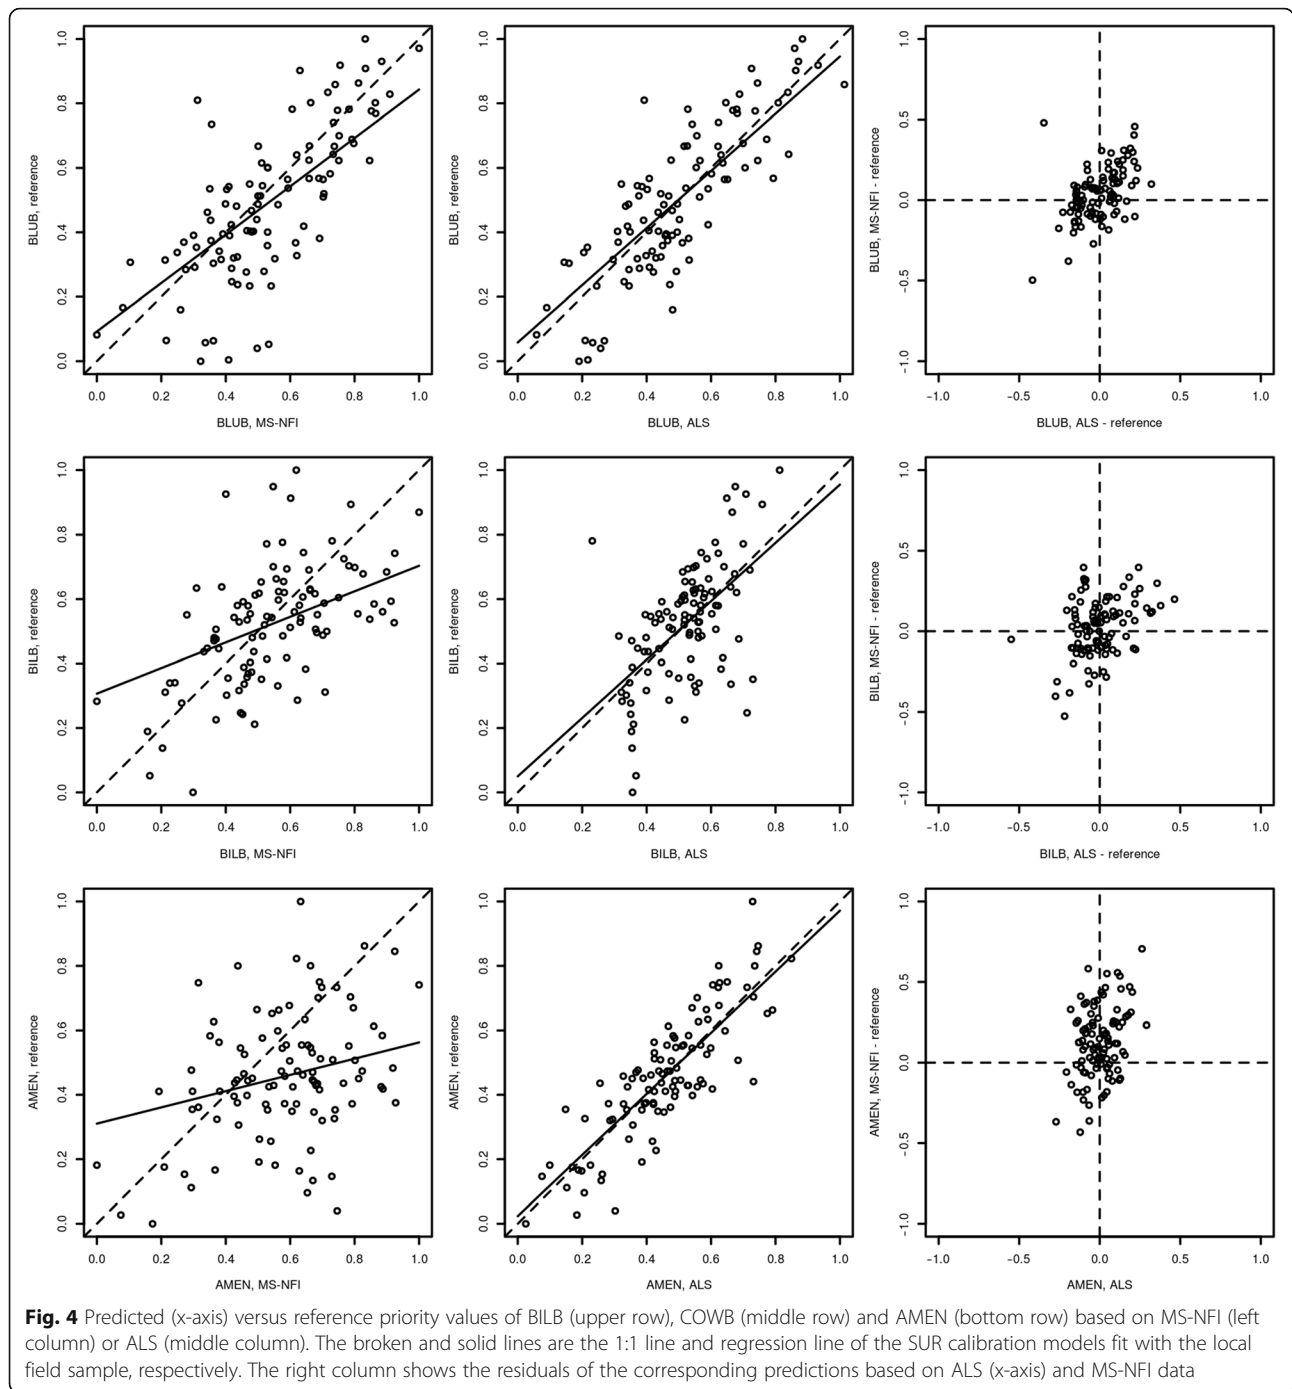 1.0
0.8
0.6
0.4
0.2
0.0
BLUB, reference
0.0 0.2 0.4 0.6 0.8 1.0
BLUB, MS-NFI
1.0
0.8
0.6
0.4
0.2
0.0
BLUB, reference
0.0 0.2 0.4 0.6 0.8 1.0
BLUB, ALS
1.0
0.5
0.0
−0.5
−1.0
BLUB, MS-NFI - reference
−1.0 −0.5 0.0 0.5 1.0
BLUB, ALS - reference
1.0
0.8
0.6
0.4
0.2
0.0
BILB, reference
0.0 0.2 0.4 0.6 0.8 1.0
BILB, MS-NFI
1.0
0.8
0.6
0.4
0.2
0.0
BILB, reference
0.0 0.2 0.4 0.6 0.8 1.0
BILB, ALS
1.0
0.5
0.0
−0.5
−1.0
BILB, MS-NFI - reference
−1.0 −0.5 0.0 0.5 1.0
BILB, ALS - reference
1.0
0.8
0.6
0.4
0.2
0.0
AMEN, reference
0.0 0.2 0.4 0.6 0.8 1.0
AMEN, MS-NFI
1.0
0.8
0.6
0.4
0.2
0.0
AMEN, reference
0.0 0.2 0.4 0.6 0.8 1.0
AMEN, ALS
1.0
0.5
0.0
−0.5
−1.0
AMEN, MS-NFI - reference
−1.0 −0.5 0.0 0.5 1.0
AMEN, ALS
Fig. 4 Predicted (x-axis) versus reference priority values of BILB (upper row), COWB (middle row) and AMEN (bottom row) based on MS-NFI (left
column) or ALS (middle column). The broken and solid lines are the 1:1 line and regression line of the SUR calibration models fit with the local
field sample, respectively. The right column shows the residuals of the corresponding predictions based on ALS (x-axis) and MS-NFI data